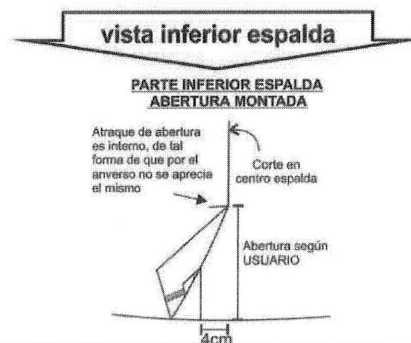 vista inferior espalda
PARTE INFERIOR ESPALDA
ABERTURA MONTADA
Atraque de abertura
es interno, de tal
forma de que por el
anverso no se aprecia
el mismo
Corte en
centro espalda
Abertura según
USUARIO
4cm